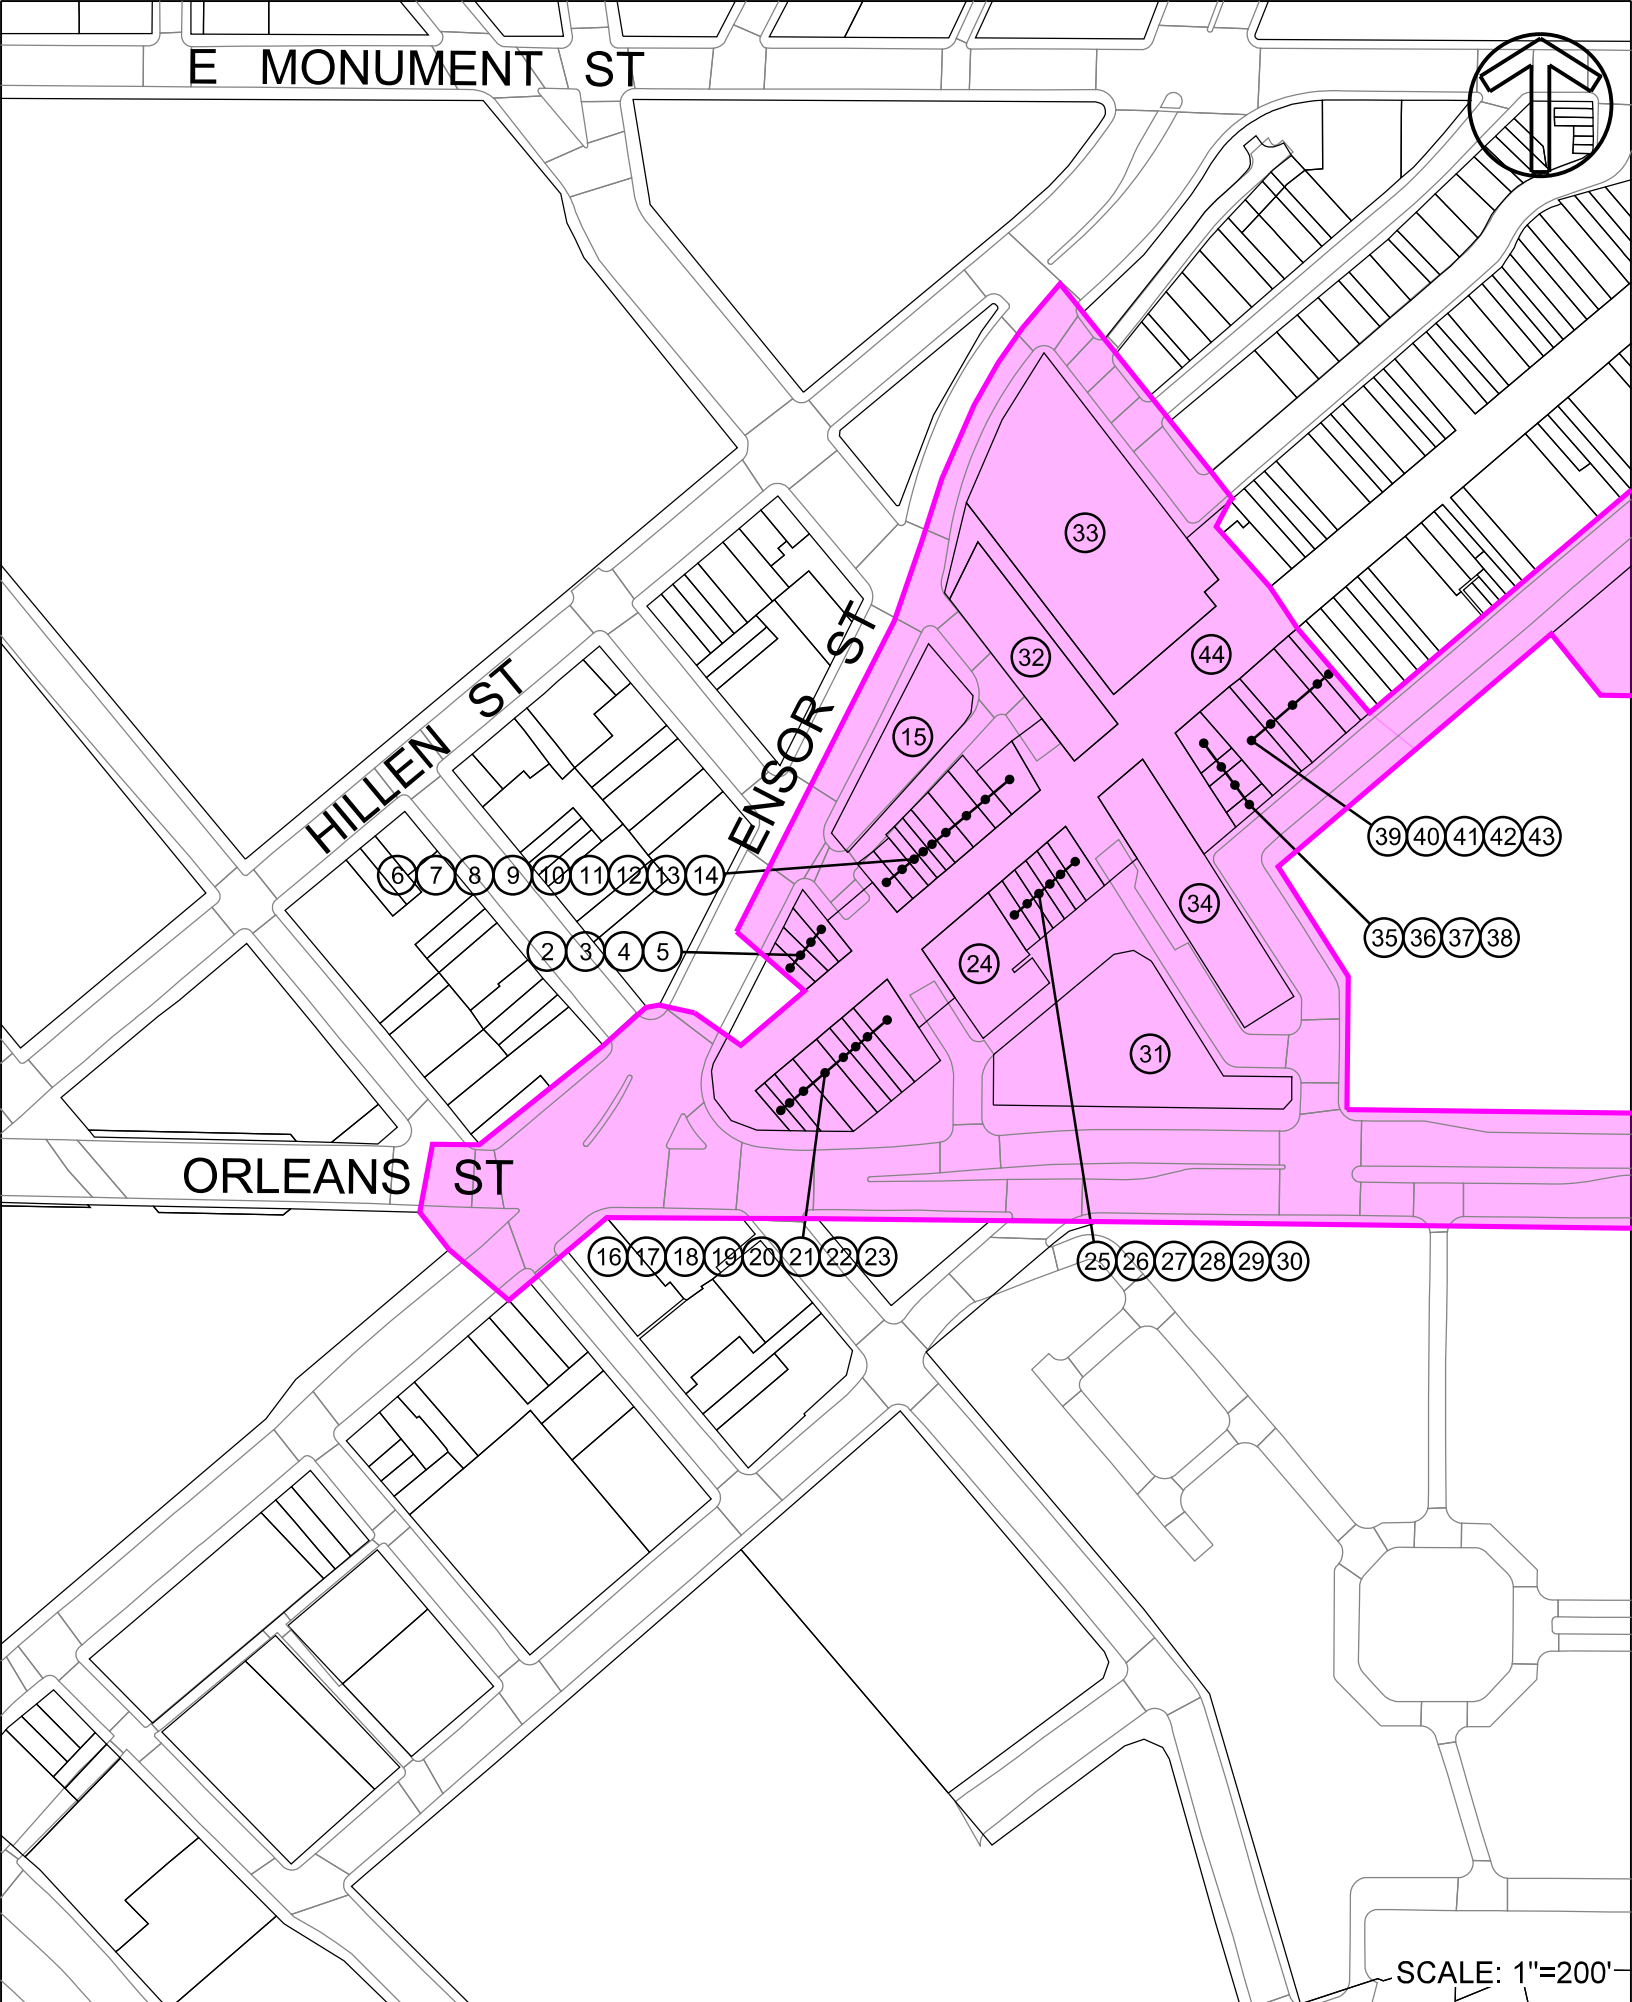 E MONUMENT ST
33
44
32
HILLEN ST
ENSOR ST
15
39 40 41 42 43
6 7 8 9 10 11 12 13 14
34
35 36 37 38
2 3 4 5
24
31
ORLEANS ST
16 17 18 19 20 21 22 23
25 26 27 28 29 30
SCALE: 1"=200'